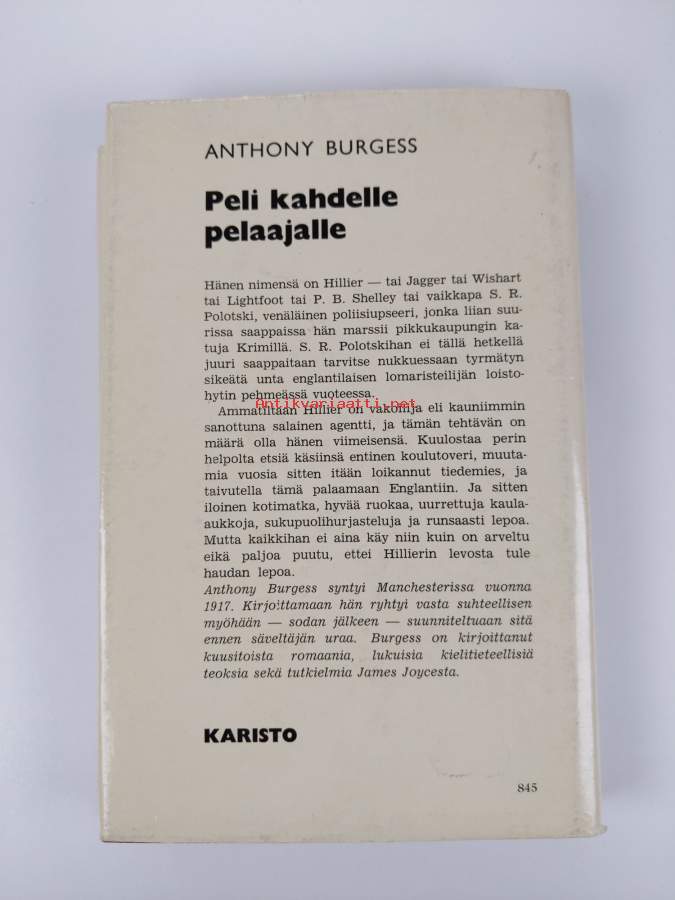 ANTHONY BURGESS
Peli kahdelle
pelaajalle
Hänen nimensä on Hillier — tai Jagger tai Wishart
tai Lightfoot tai P. B. Shelley tai vaikkapa S. R.
Polotski, venäläinen poliisiupseeri, jonka liian suu-
rissa saappaissa hän marssii pikkukaupungin ka-
tuja Krimillä. S. R. Polotskihan ei tällä hetkellä
juuri saappaitaan tarvitse nukkuessaan tyrmätyn
sikeätä unta englantilaisen lomaristeilijän loisto-
hytin pehmeässä vuoteessa.
Antikvariaatti.net
Ammatiltaan Hillier on vakoilija eli kauniimmin
sanottuna salainen agentti, ja tämän tehtävän on
määrä olla hänen viimeisensä. Kuulostaa perin
helpolta etsiä käsiinsä entinen koulutoveri, muuta-
mia vuosia sitten itään loikannut tiedemies, ja
taivutella tämä palaamaan Englantiin. Ja sitten
iloinen kotimatka, hyvää ruokaa, uurrettuja kaula-
aukkoja, sukupuolihurjasteluja ja runsaasti lepoa.
Mutta kaikkihan ei aina käy niin kuin on arveltu
eikä paljoa puutu, ettei Hillierin levosta tule
haudan lepoa.
Anthony Burgess syntyi Manchesterissa vuonna
1917. Kirjoittamaan hän ryhtyi vasta suhteellisen
myöhään — sodan jälkeen — suunniteltuaan sitä
ennen säveltäjän uraa. Burgess on kirjoittanut
kuusitoista romaania, lukuisia kielitieteellisiä
teoksia sekä tutkielmia James Joycesta.
KARISTO
845